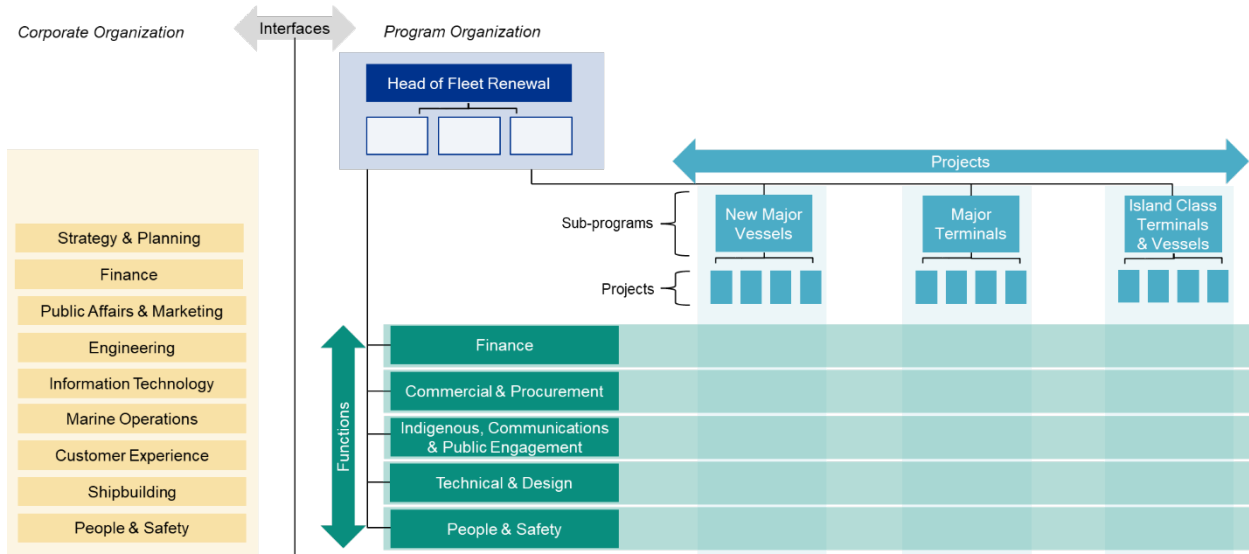 Corporate Organization
Interfaces
Program Organization
Head of Fleet Renewal
Projects
Sub-programs
New Major
Vessels
Major
Terminals
Island Class
Terminals
& Vessels
Projects
Strategy & Planning
Finance
Public Affairs & Marketing
Engineering
Information Technology
Marine Operations
Customer Experience
Shipbuilding
People & Safety
Functions
Finance
Commercial & Procurement
Indigenous, Communications
& Public Engagement
Technical & Design
People & Safety